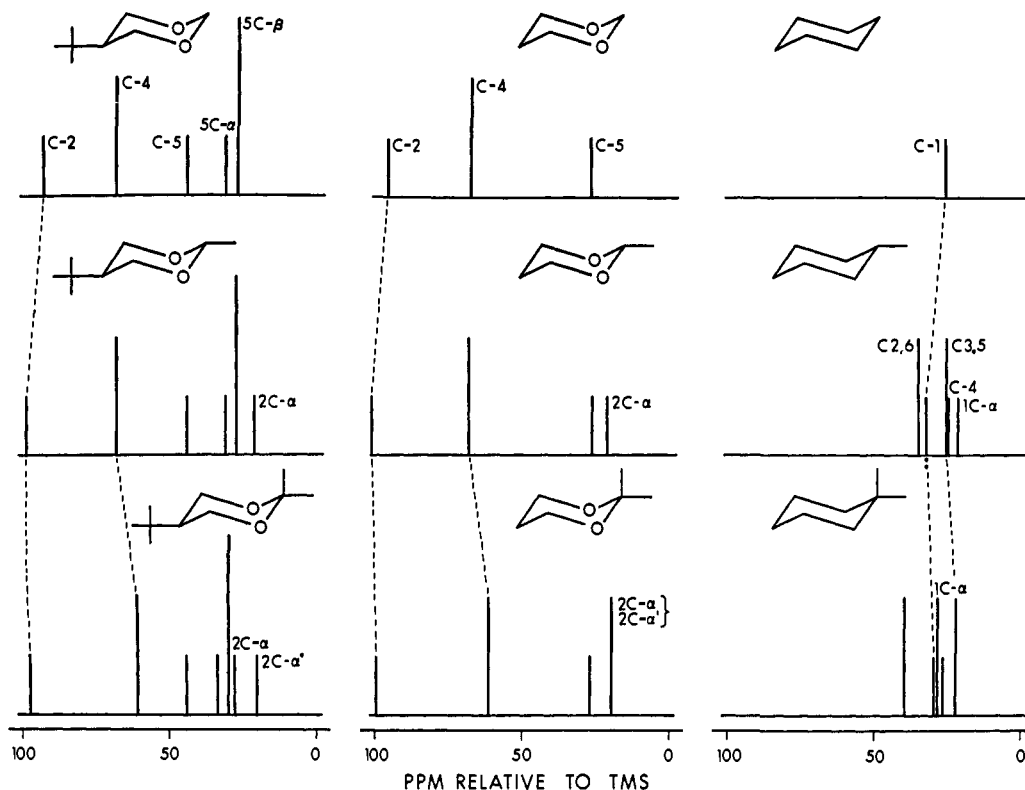 5C-β
C-4
C-2
C-5
5C-α
O
O
C-4
C-2
C-5
O
O
C-1
2C-α
O
O
2C-α
O
O
C2,6
C3,5
C-4
1C-α
2C-α
2C-α'
O
O
2C-α
2C-α'}
O
O
1C-α
100 50 0
100 50 0
100 50 0
PPM RELATIVE TO TMS